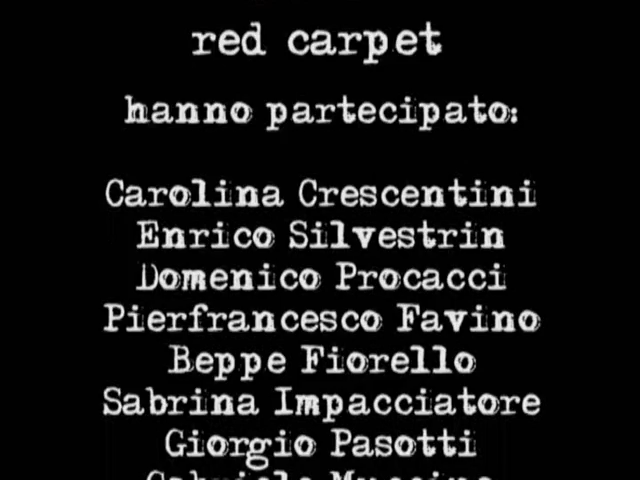 red carpet
hanno partecipato:
Carolina Crescentini
Enrico Silvestrin
Domenico Procacci
Pierfrancesco Favino
Beppe Fiorello
Sabrina Impacciatore
Giorgio Pasotti